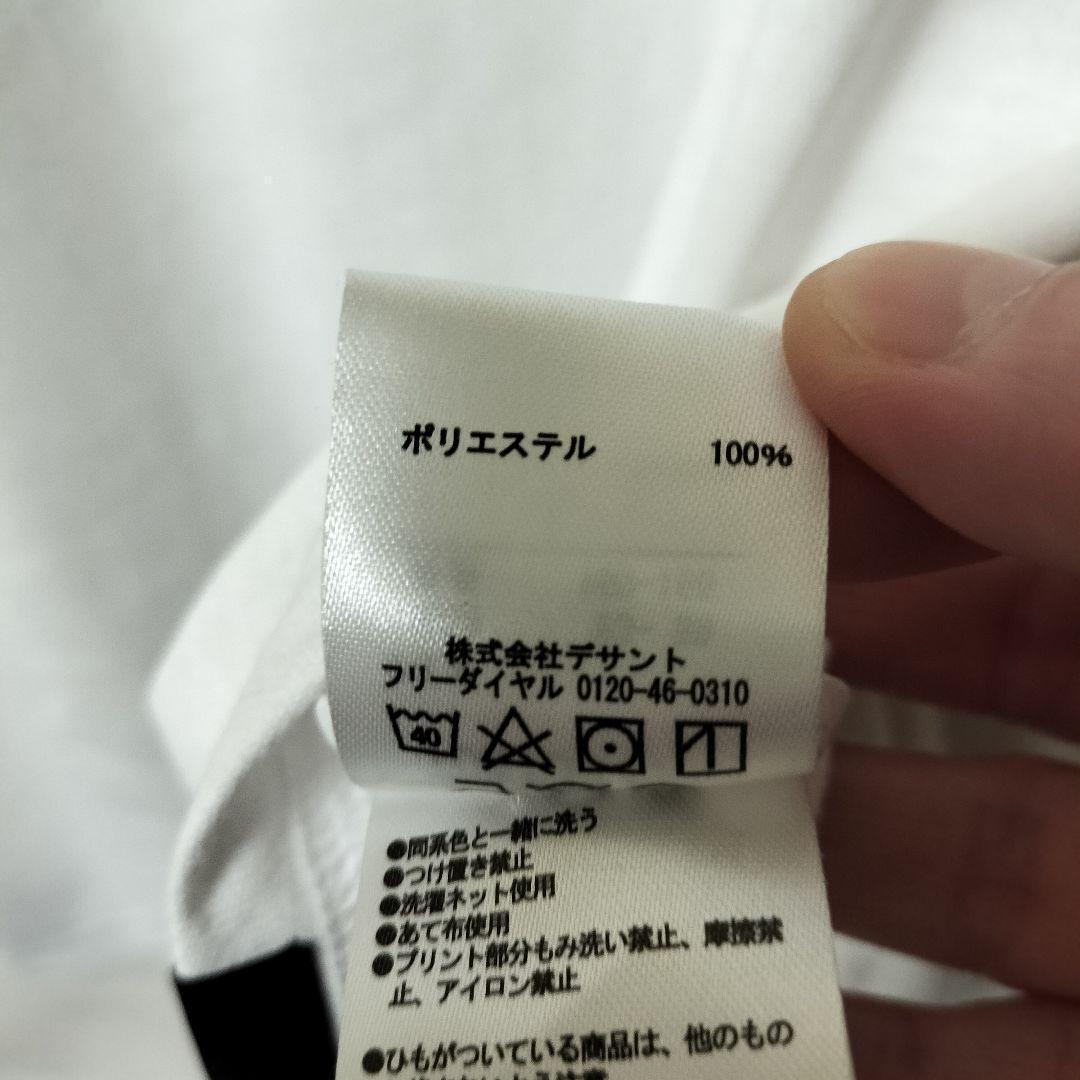 ポリエステル 100%
株式会社デサント
フリーダイヤル 0120-46-0310
40
●同系色と一緒に洗う
●つけ置き禁止
●洗濯ネット使用
●あて布使用
●プリント部分もみ洗い禁止、摩擦禁
止、アイロン禁止
●ひもがついている商品は、他のもの